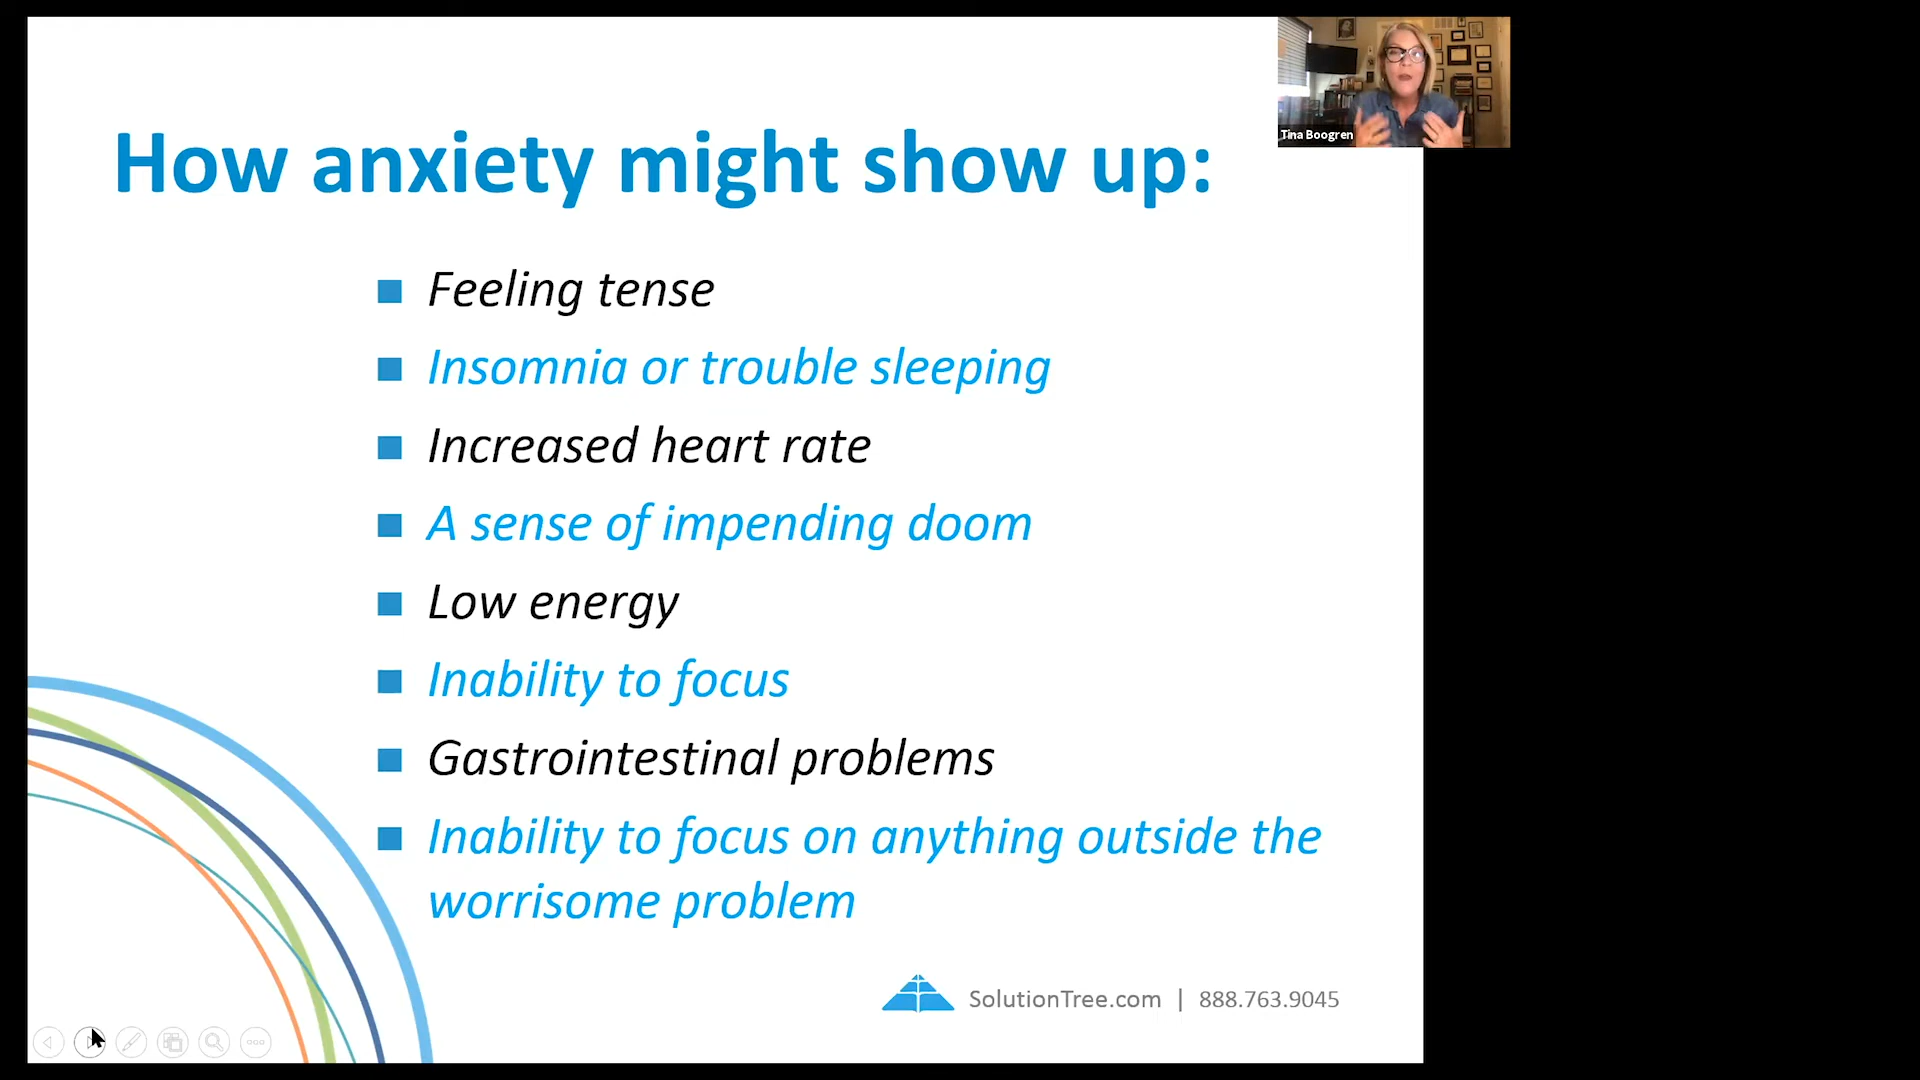 Tina Boogren
How anxiety might show up:
Feeling tense
Insomnia or trouble sleeping
Increased heart rate
A sense of impending doom
Low energy
Inability to focus
Gastrointestinal problems
Inability to focus on anything outside the
worrisome problem
SolutionTree.com | 888.763.9045